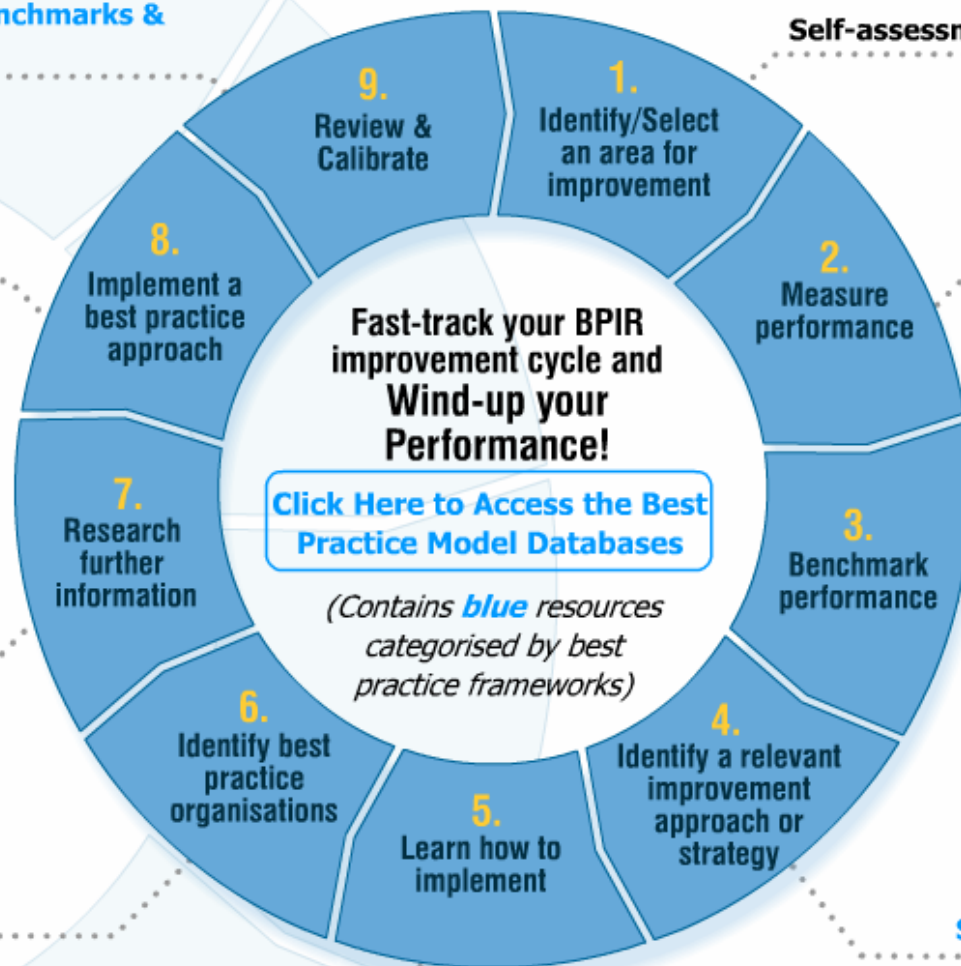 nchmarks &
Self-assessm
1.
Identify/Select
an area for
improvement
2.
Measure
performance
3.
Benchmark
performance
4.
Identify a relevant
improvement
approach or
strategy
5.
Learn how to
implement
6.
Identify best
practice
organisations
7.
Research
further
information
8.
Implement a
best practice
approach
9.
Review &
Calibrate
Fast-track your BPIR
improvement cycle and
Wind-up your
Performance!
Click Here to Access the Best
Practice Model Databases
(Contains blue resources
categorised by best
practice frameworks)
S